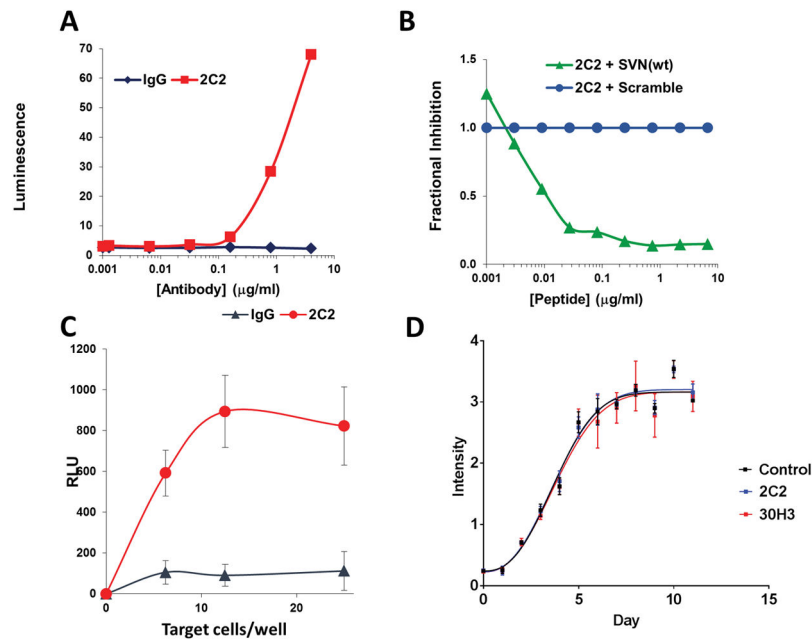 A
IgG 2C2
Luminescence
70
60
50
40
30
20
10
0
0.001 0.01 0.1 1 10
[Antibody] (µg/ml)
B
2C2 + SVN(wt)
2C2 + Scramble
Fractional Inhibition
1.5
1.0
0.5
0.0
0.001 0.01 0.1 1 10
[Peptide] (µg/ml)
C
IgG 2C2
RLU
1200
1000
800
600
400
200
0
0 10 20
Target cells/well
D
Intensity
4
3
2
1
0
0 5 10 15
Day
Control
2C2
30H3